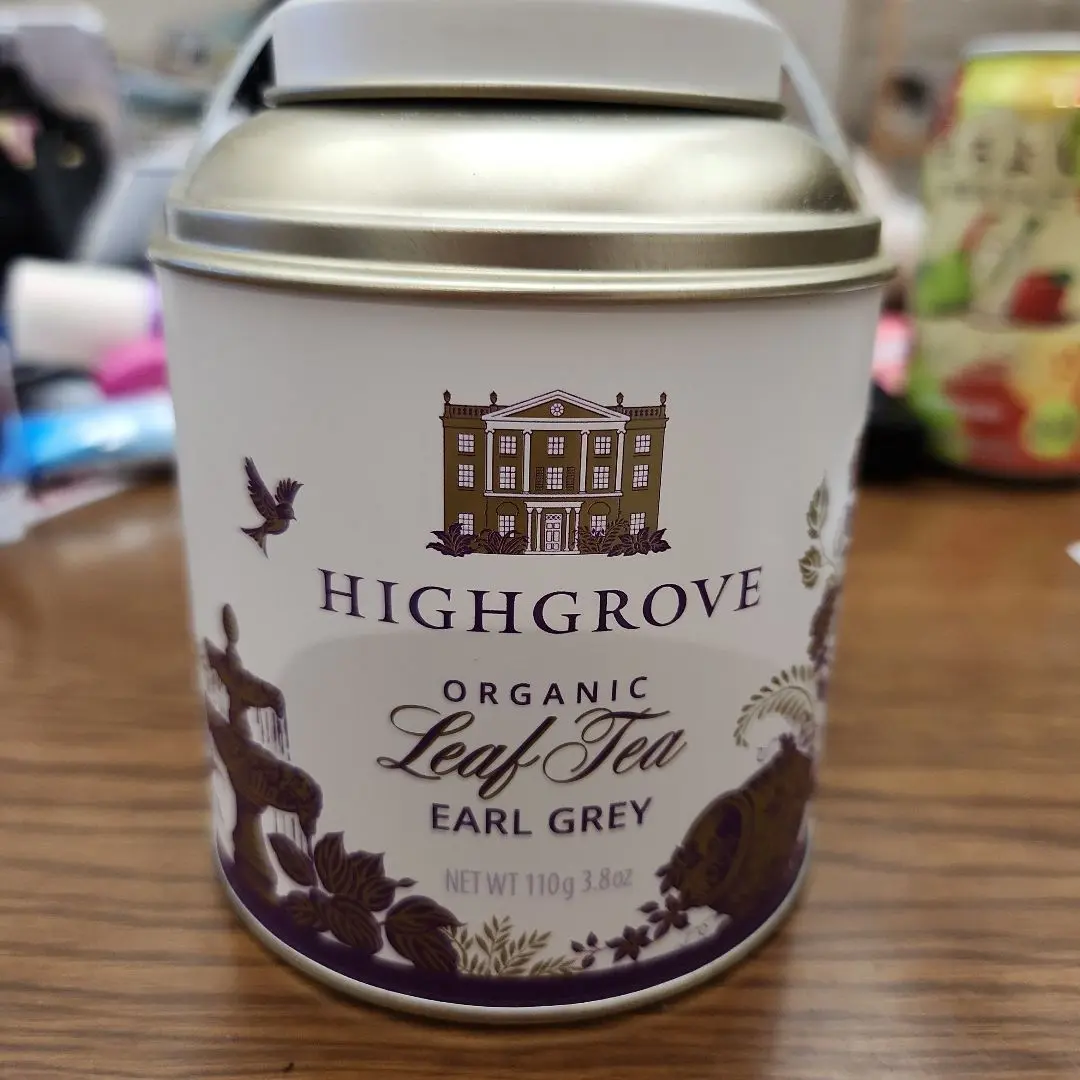 HIGHGROVE
ORGANIC
Leaf Tea
EARL GREY
NET WT 110g 3.8oz